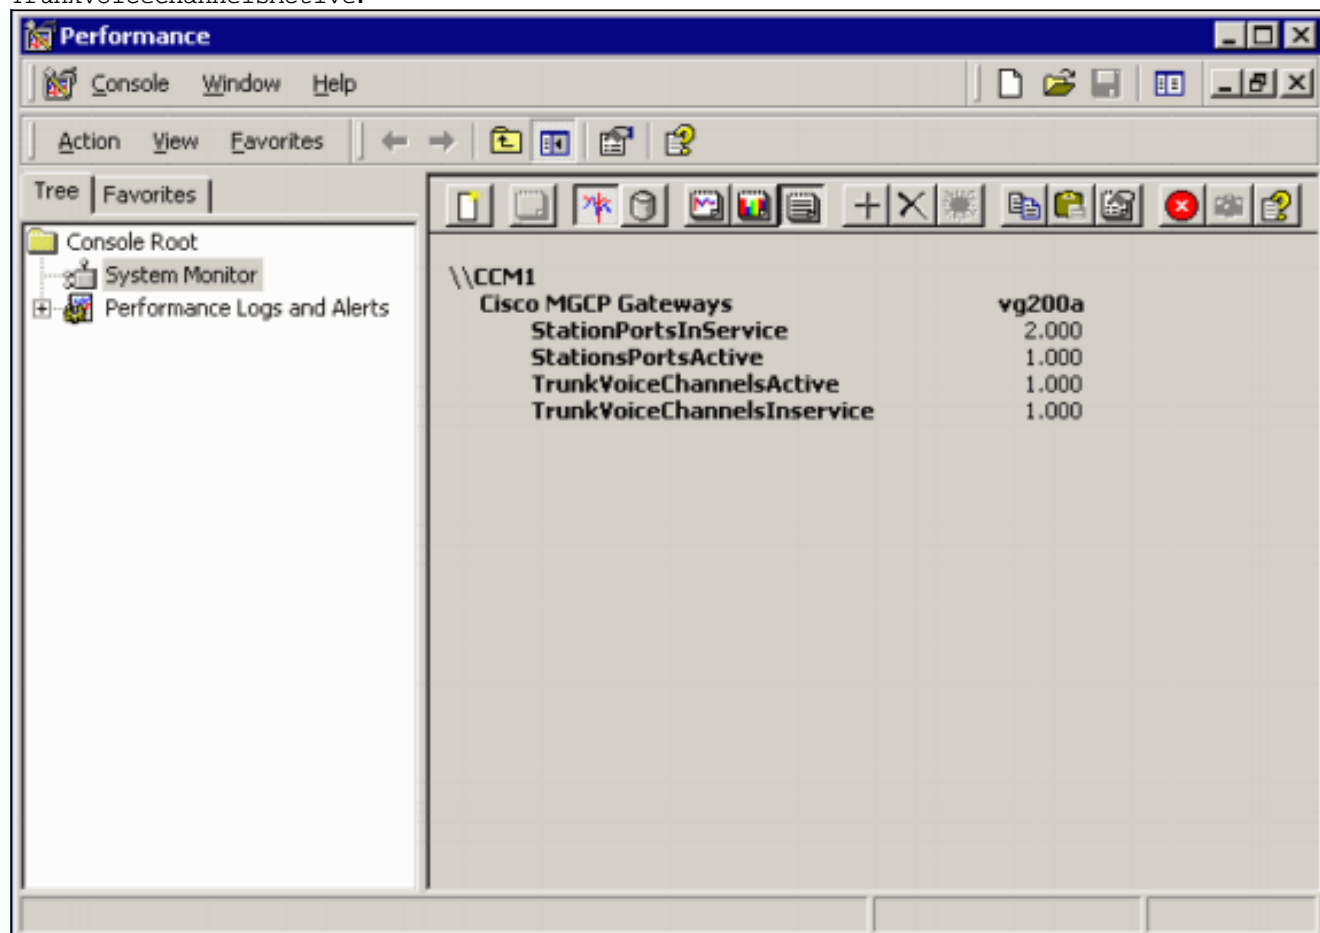 TrunkVoiceChannelsActive.
Performance
Console Window Help
Action View Favorites
Tree Favorites
Console Root
System Monitor
Performance Logs and Alerts
\\CCM1
Cisco MGCP Gateways vg200a
StationPortsInService 2.000
StationsPortsActive 1.000
TrunkVoiceChannelsActive 1.000
TrunkVoiceChannelsInservice 1.000